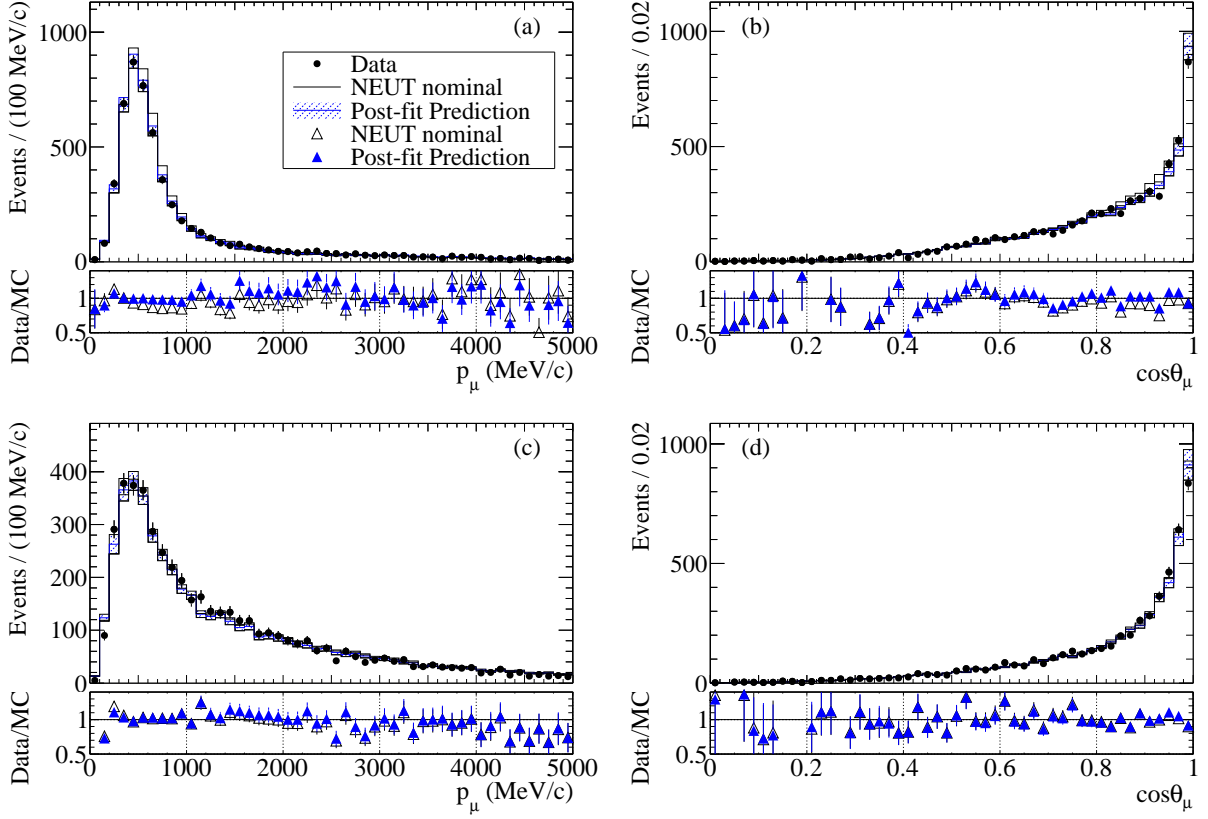 (a)
Events / (100 MeV/c)
1000
500
0
Data
NEUT nominal
Post-fit Prediction
NEUT nominal
Post-fit Prediction
Data/MC
1
0.5
0 1000 2000 3000 4000 5000
p_μ (MeV/c)
(b)
Events / 0.02
1000
500
0
Data/MC
1
0.5
0 0.2 0.4 0.6 0.8 1
cosθ_μ
(c)
Events / (100 MeV/c)
400
300
200
100
0
Data/MC
1
0.5
0 1000 2000 3000 4000 5000
p_μ (MeV/c)
(d)
Events / 0.02
1000
500
0
Data/MC
1
0.5
0 0.2 0.4 0.6 0.8 1
cosθ_μ